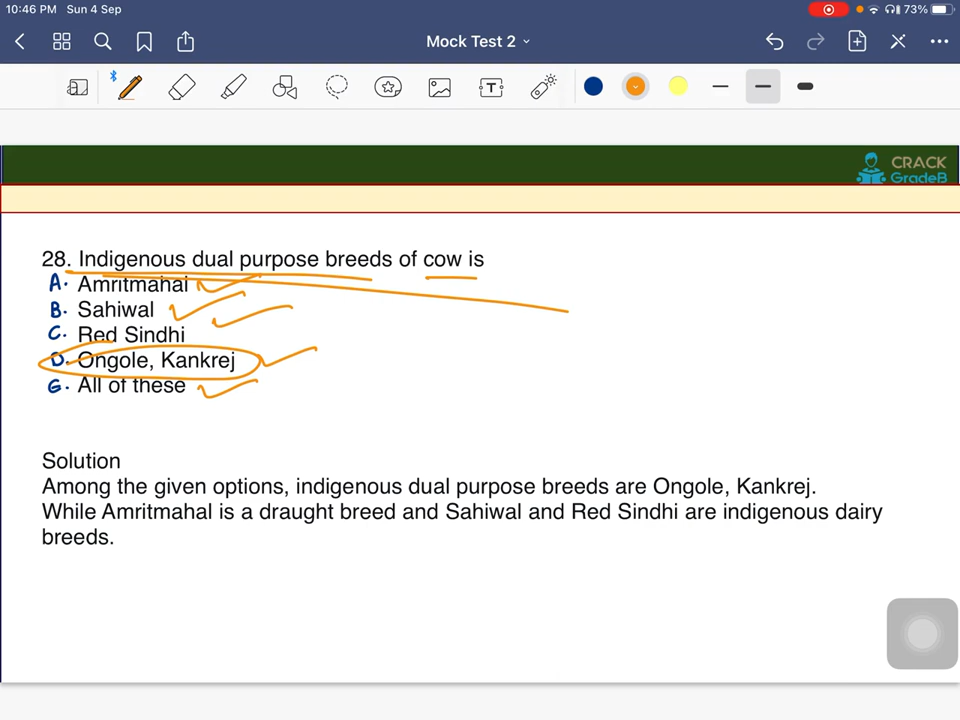 10:46 PM Sun 4 Sep 73%
Mock Test 2
T
CRACK
GradeB
28. Indigenous dual purpose breeds of cow is
A. Amritmahal
B. Sahiwal
C. Red Sindhi
D. Ongole, Kankrej
G. All of these
Solution
Among the given options, indigenous dual purpose breeds are Ongole, Kankrej.
While Amritmahal is a draught breed and Sahiwal and Red Sindhi are indigenous dairy
breeds.